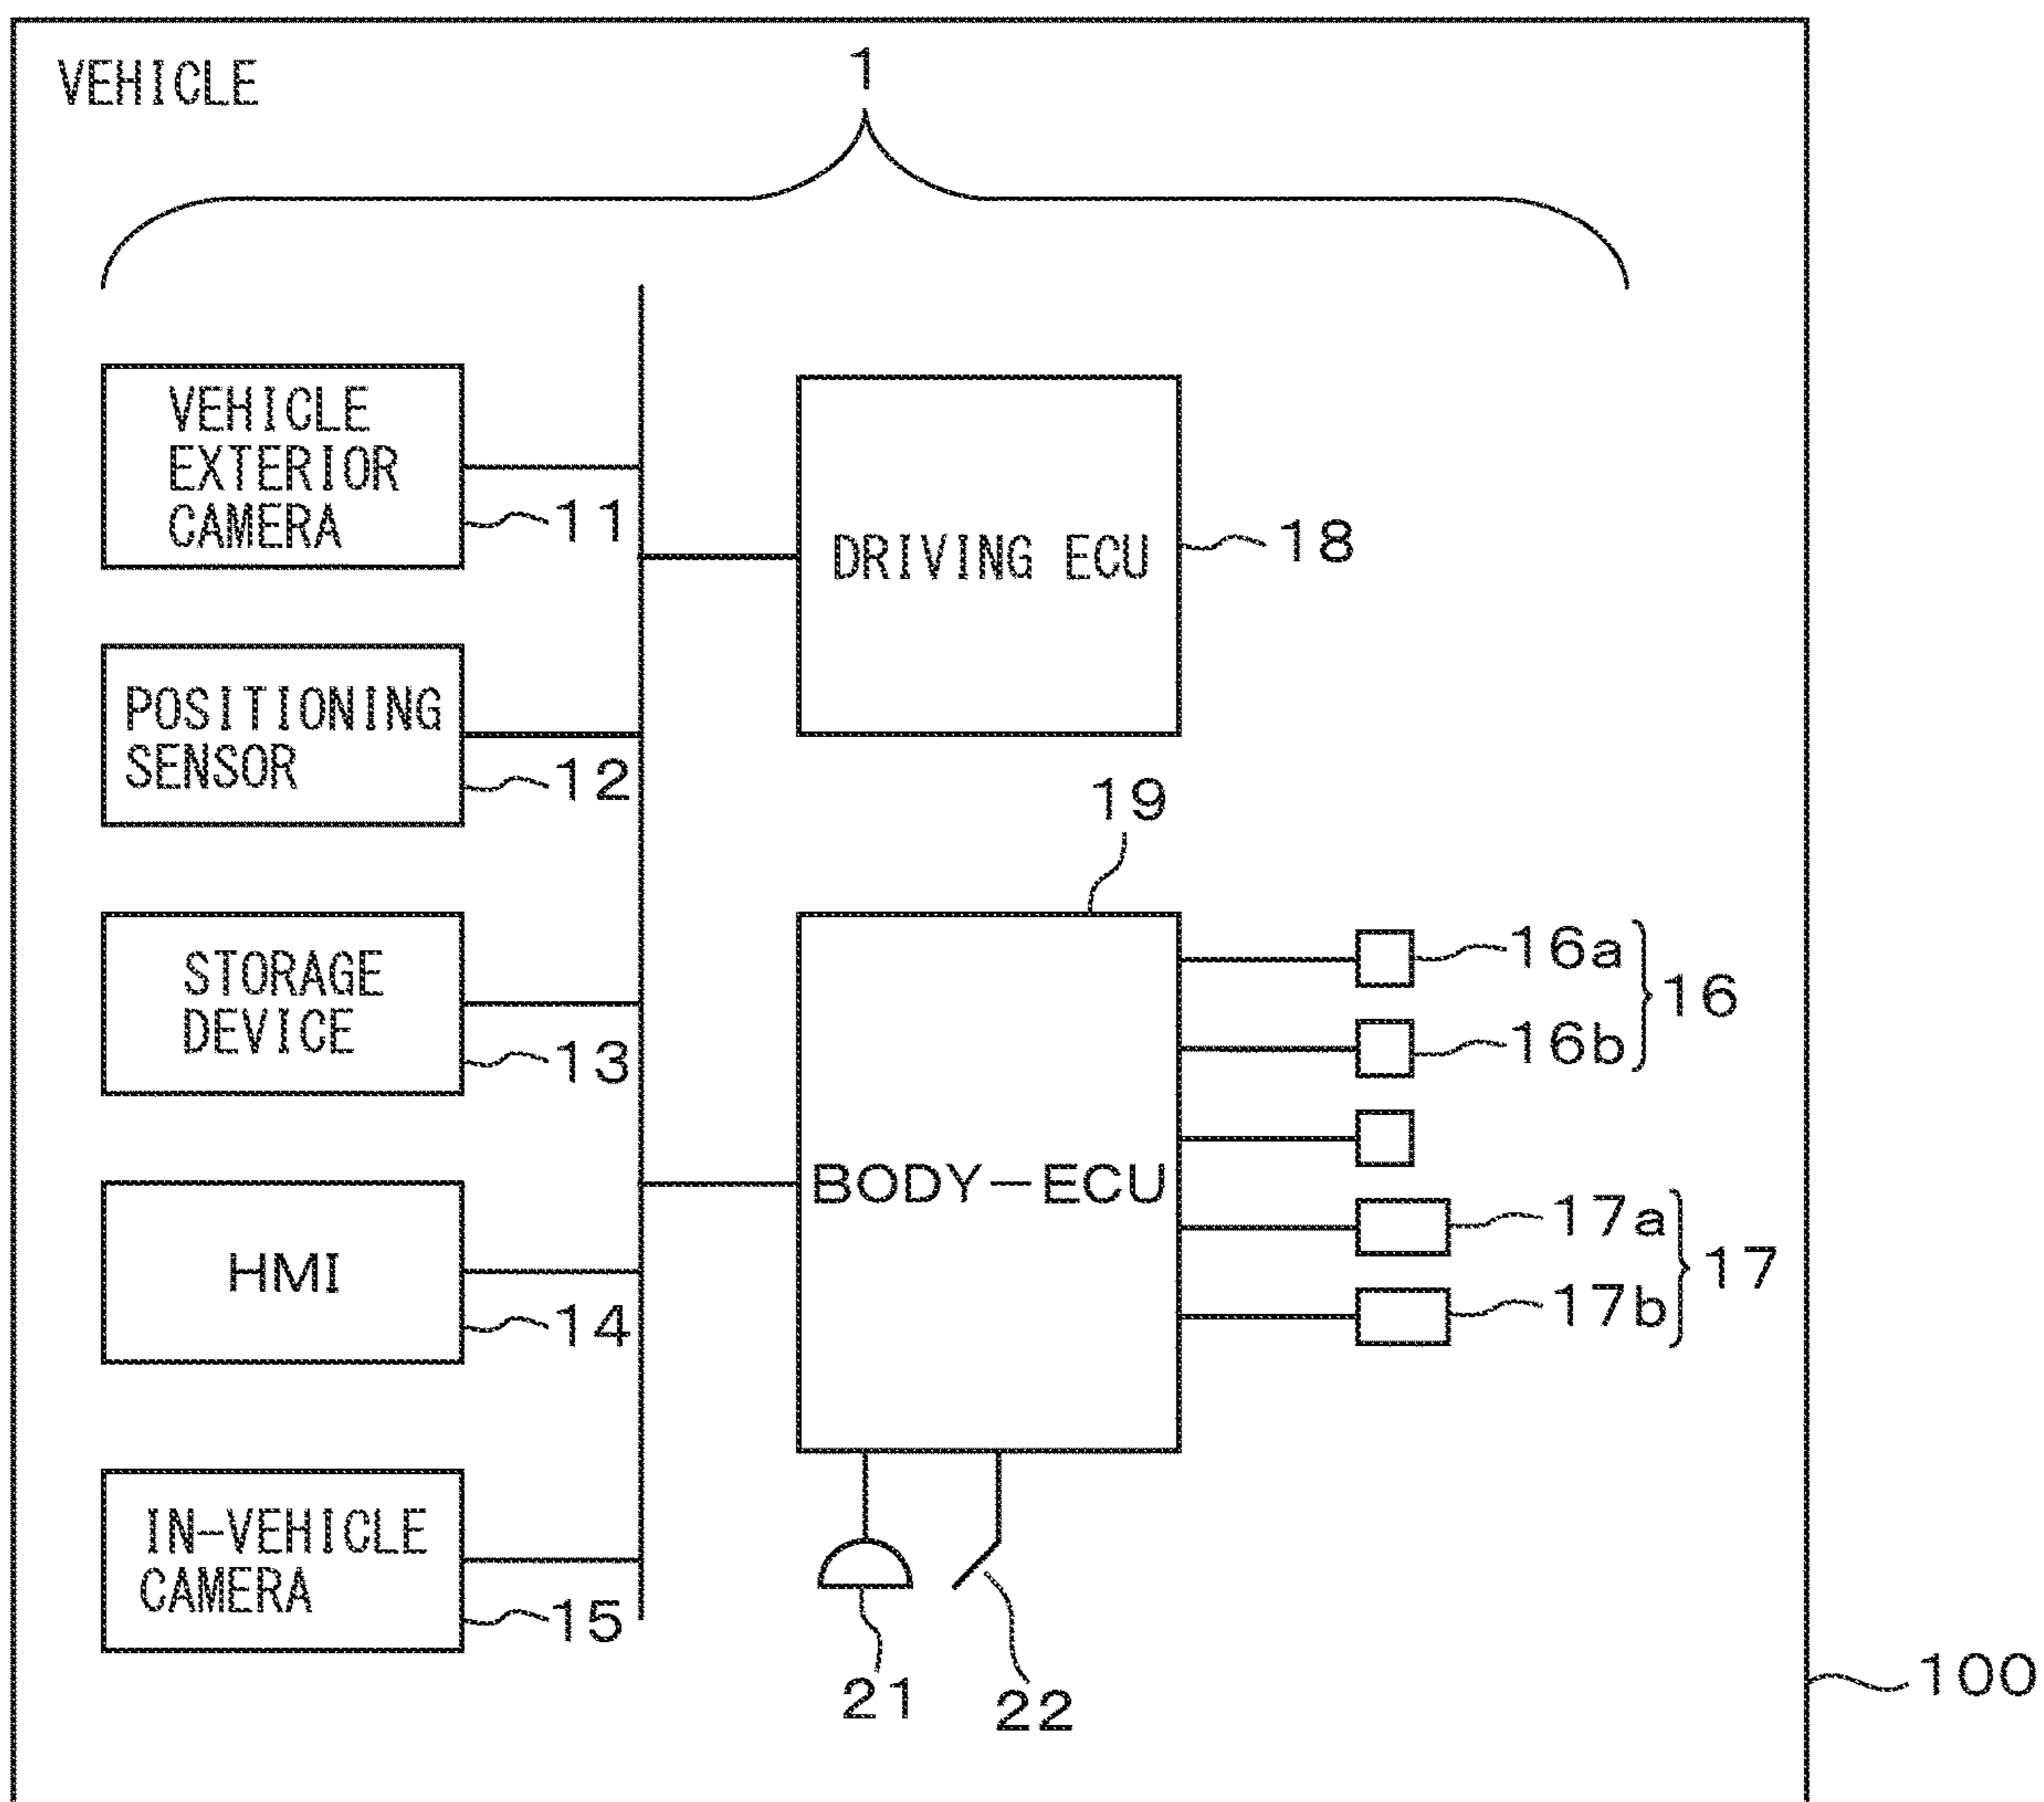 VEHICLE
1
VEHICLE
EXTERIOR
CAMERA
11
DRIVING ECU
18
POSITIONING
SENSOR
12
19
STORAGE
DEVICE
13
BODY-ECU
16a
16b
16
17a
17b
17
HMI
14
IN-VEHICLE
CAMERA
15
21
22
100